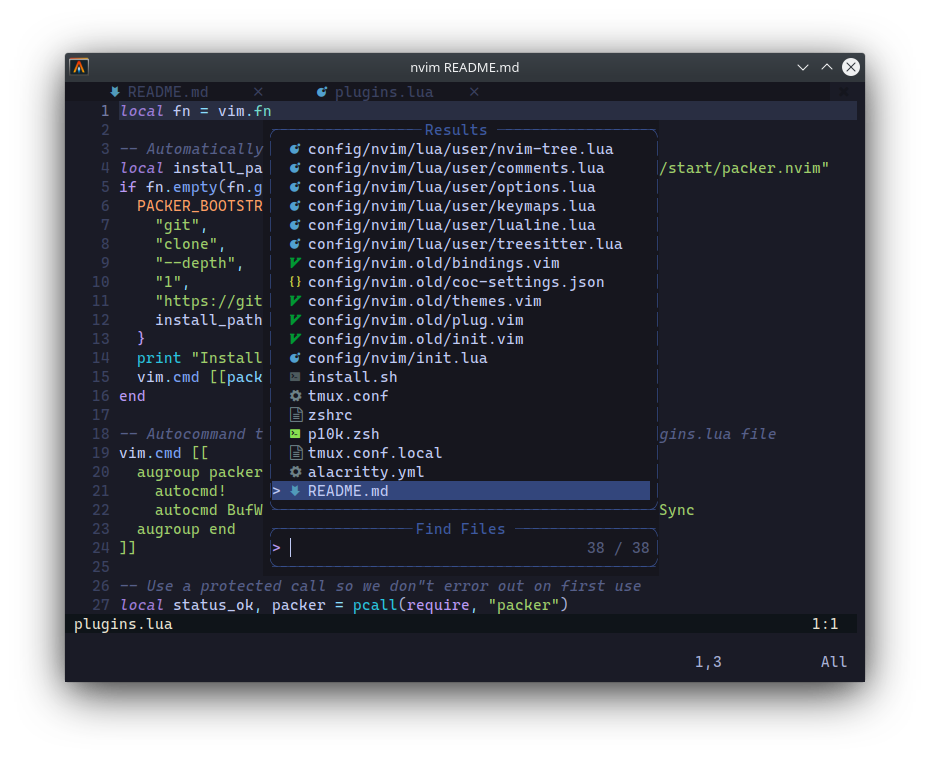 nvim README.md
README.md × plugins.lua ×
1 local fn = vim.fn
2 Results
3 -- Automatically config/nvim/lua/user/nvim-tree.lua
4 local install_pa config/nvim/lua/user/comments.lua /start/packer.nvim"
5 if fn.empty(fn.g config/nvim/lua/user/options.lua
6 PACKER_BOOTSTR config/nvim/lua/user/keymaps.lua
7 "git", config/nvim/lua/user/lualine.lua
8 "clone", config/nvim/lua/user/treesitter.lua
9 "--depth", config/nvim.old/bindings.vim
10 "1", {} config/nvim.old/coc-settings.json
11 "https://git config/nvim.old/themes.vim
12 install_path config/nvim.old/plug.vim
13 } config/nvim.old/init.vim
14 print "Install config/nvim/init.lua
15 vim.cmd [[pack install.sh
16 end tmux.conf
17 zshrc
18 -- Autocommand t p10k.zsh gins.lua file
19 vim.cmd [[ tmux.conf.local
20 augroup packer alacritty.yml
21 autocmd! > README.md
22 autocmd BufW Sync
23 augroup end Find Files
24 ]] > 38 / 38
25
26 -- Use a protected call so we don"t error out on first use
27 local status_ok, packer = pcall(require, "packer")
plugins.lua 1:1
1,3 All